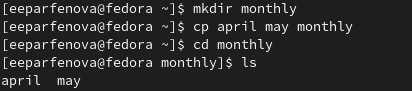 [eeparfenova@fedora ~]$ mkdir monthly
[eeparfenova@fedora ~]$ cp april may monthly
[eeparfenova@fedora ~]$ cd monthly
[eeparfenova@fedora monthly]$ ls
april  may